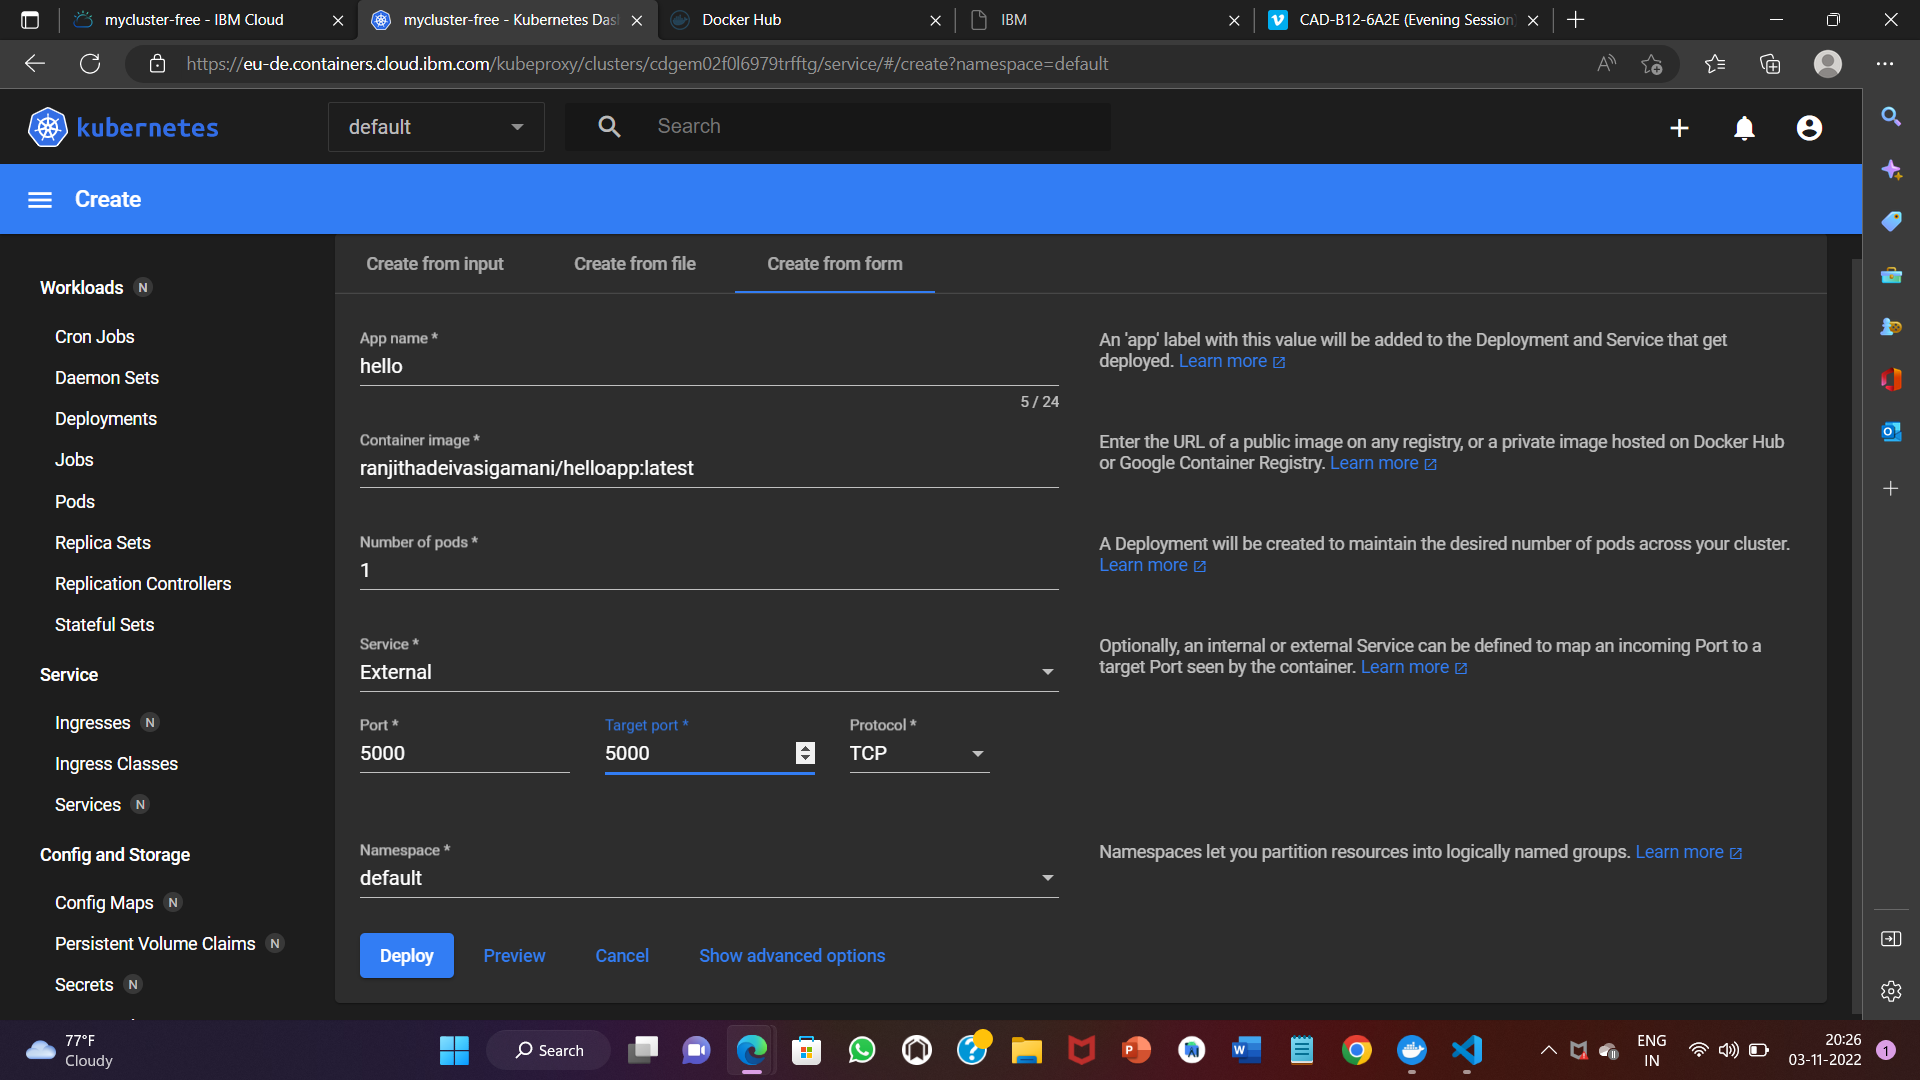 mycluster-free - IBM Cloud
mycluster-free - Kubernetes Das
Docker Hub
IBM
CAD-B12-6A2E (Evening Session
https://eu-de.containers.cloud.ibm.com/kubeproxy/clusters/cdgem02f0l6979trfftg/service/#/create?namespace=default
kubernetes
default
Search
Create
Workloads N
Cron Jobs
Daemon Sets
Deployments
Jobs
Pods
Replica Sets
Replication Controllers
Stateful Sets
Service
Ingresses N
Ingress Classes
Services N
Config and Storage
Config Maps N
Persistent Volume Claims N
Secrets N
Create from input
Create from file
Create from form
App name *
hello
5 / 24
An 'app' label with this value will be added to the Deployment and Service that get
deployed. Learn more
Container image *
ranjithadeivasigamani/helloapp:latest
Enter the URL of a public image on any registry, or a private image hosted on Docker Hub
or Google Container Registry. Learn more
Number of pods *
1
A Deployment will be created to maintain the desired number of pods across your cluster.
Learn more
Service *
External
Optionally, an internal or external Service can be defined to map an incoming Port to a
target Port seen by the container. Learn more
Port *
5000
Target port *
5000
Protocol *
TCP
Namespace *
default
Namespaces let you partition resources into logically named groups. Learn more
Deploy
Preview
Cancel
Show advanced options
77°F
Cloudy
Search
ENG
IN
20:26
03-11-2022
1